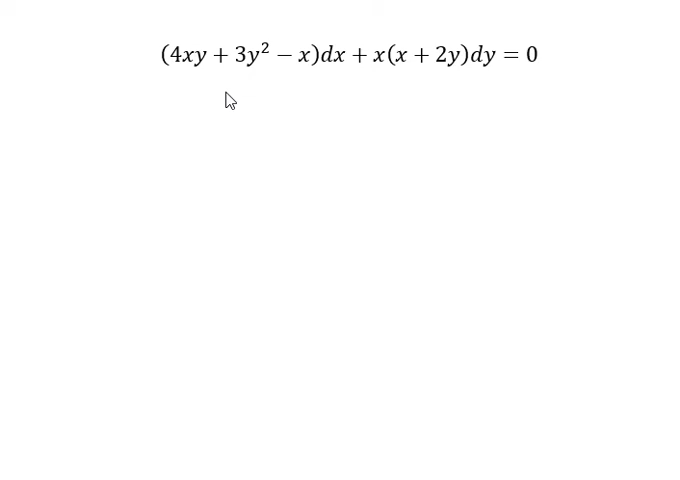 (4xy + 3y² − x)dx + x(x + 2y)dy = 0